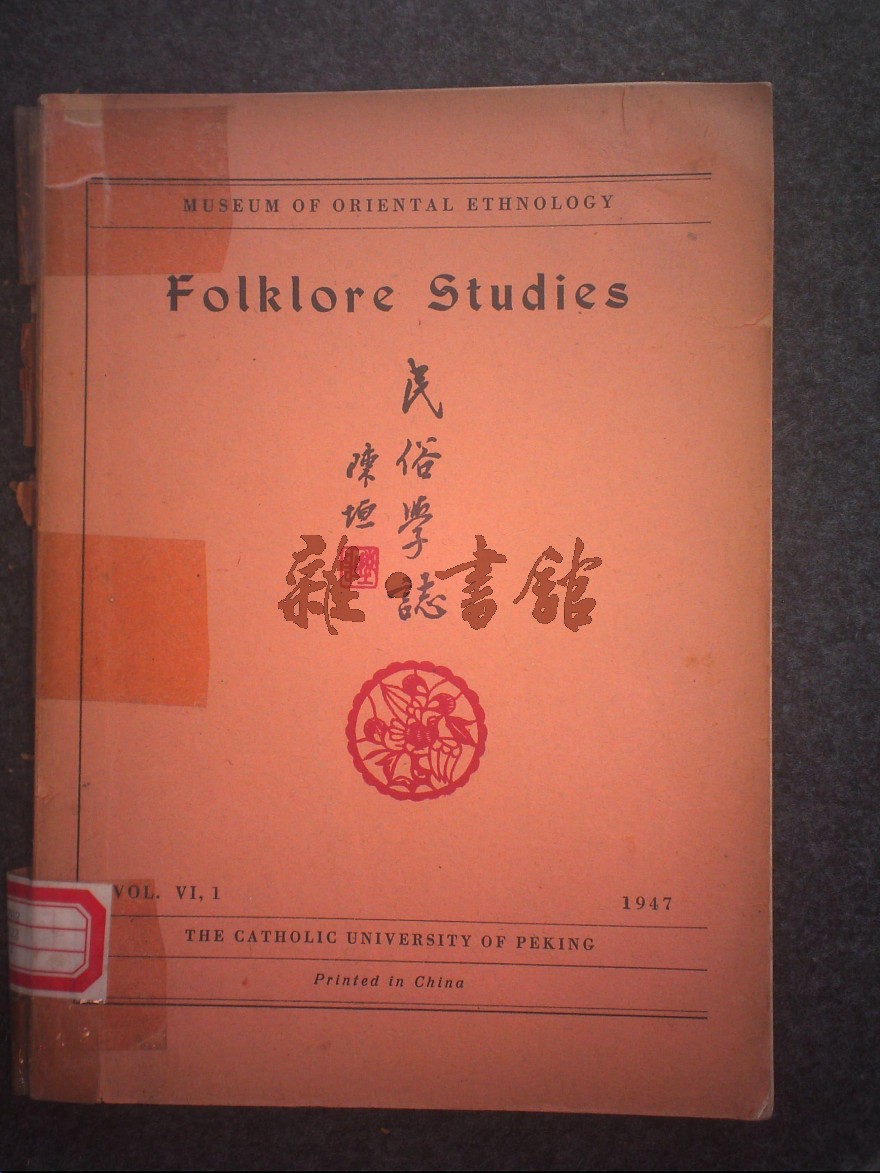 MUSEUM OF ORIENTAL ETHNOLOGY
Folklore Studies
民俗學誌
陳垣
雜·書館
VOL. VI, 1
1947
THE CATHOLIC UNIVERSITY OF PEKING
Printed in China